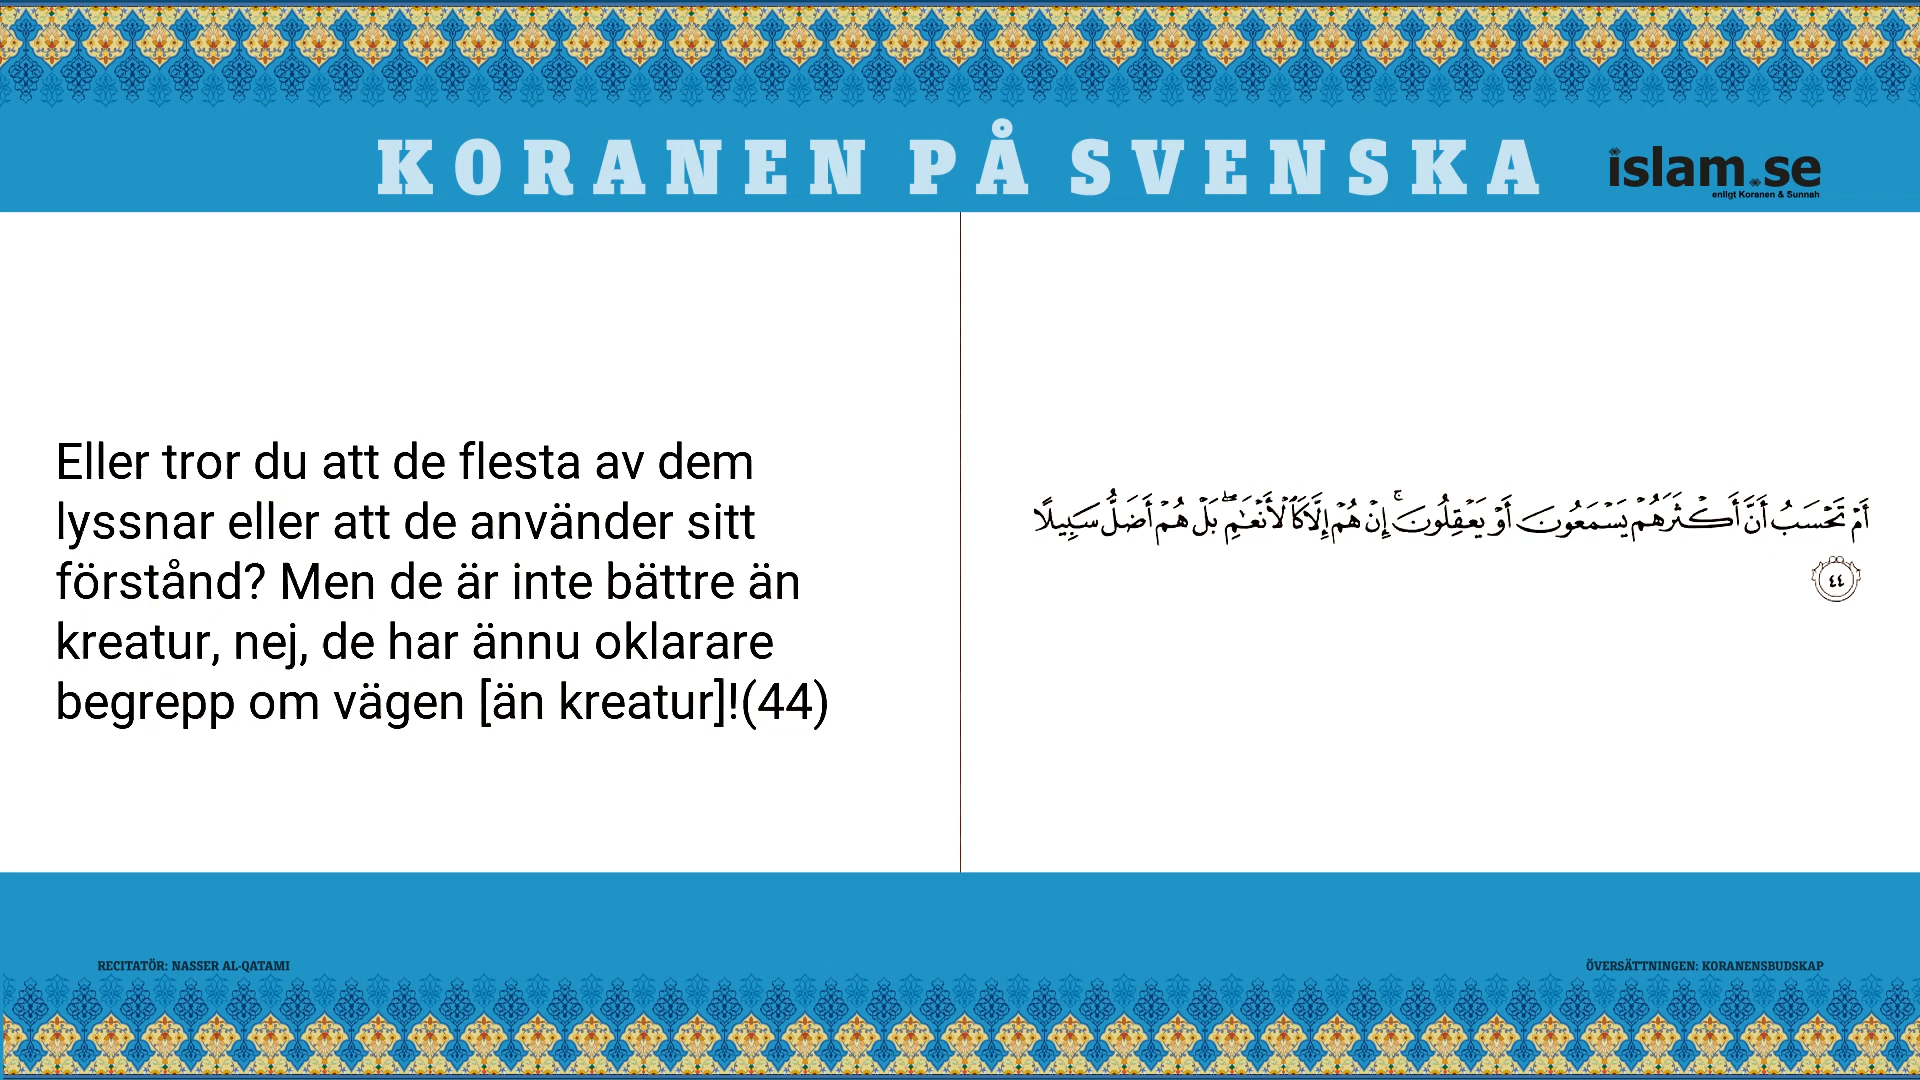 KORANEN PÅ SVENSKA
islam.se
enligt Koranen & Sunnah
Eller tror du att de flesta av dem
lyssnar eller att de använder sitt
förstånd? Men de är inte bättre än
kreatur, nej, de har ännu oklarare
begrepp om vägen [än kreatur]!(44)
أَمْ تَحْسَبُ أَنَّ أَكْثَرَهُمْ يَسْمَعُونَ أَوْ يَعْقِلُونَ ۚ إِنْ هُمْ إِلَّا كَٱلْأَنْعَٰمِ ۖ بَلْ هُمْ أَضَلُّ سَبِيلًا
٤٤
RECITATÖR: NASSER AL-QATAMI
ÖVERSÄTTNINGEN: KORANENSBUDSKAP